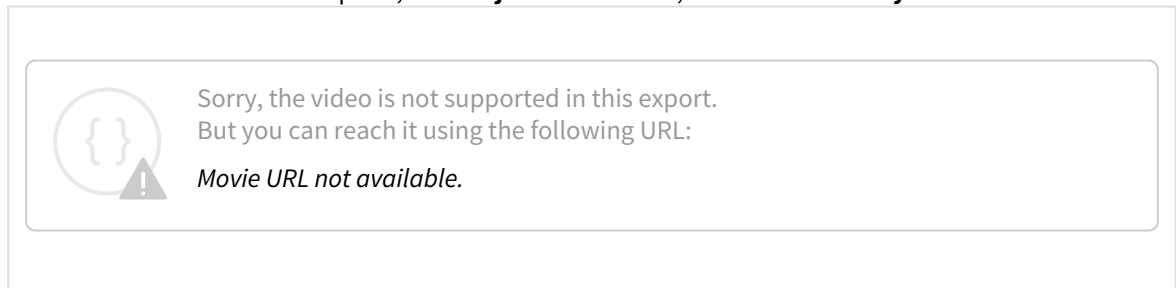 Sorry, the video is not supported in this export.
But you can reach it using the following URL:
Movie URL not available.